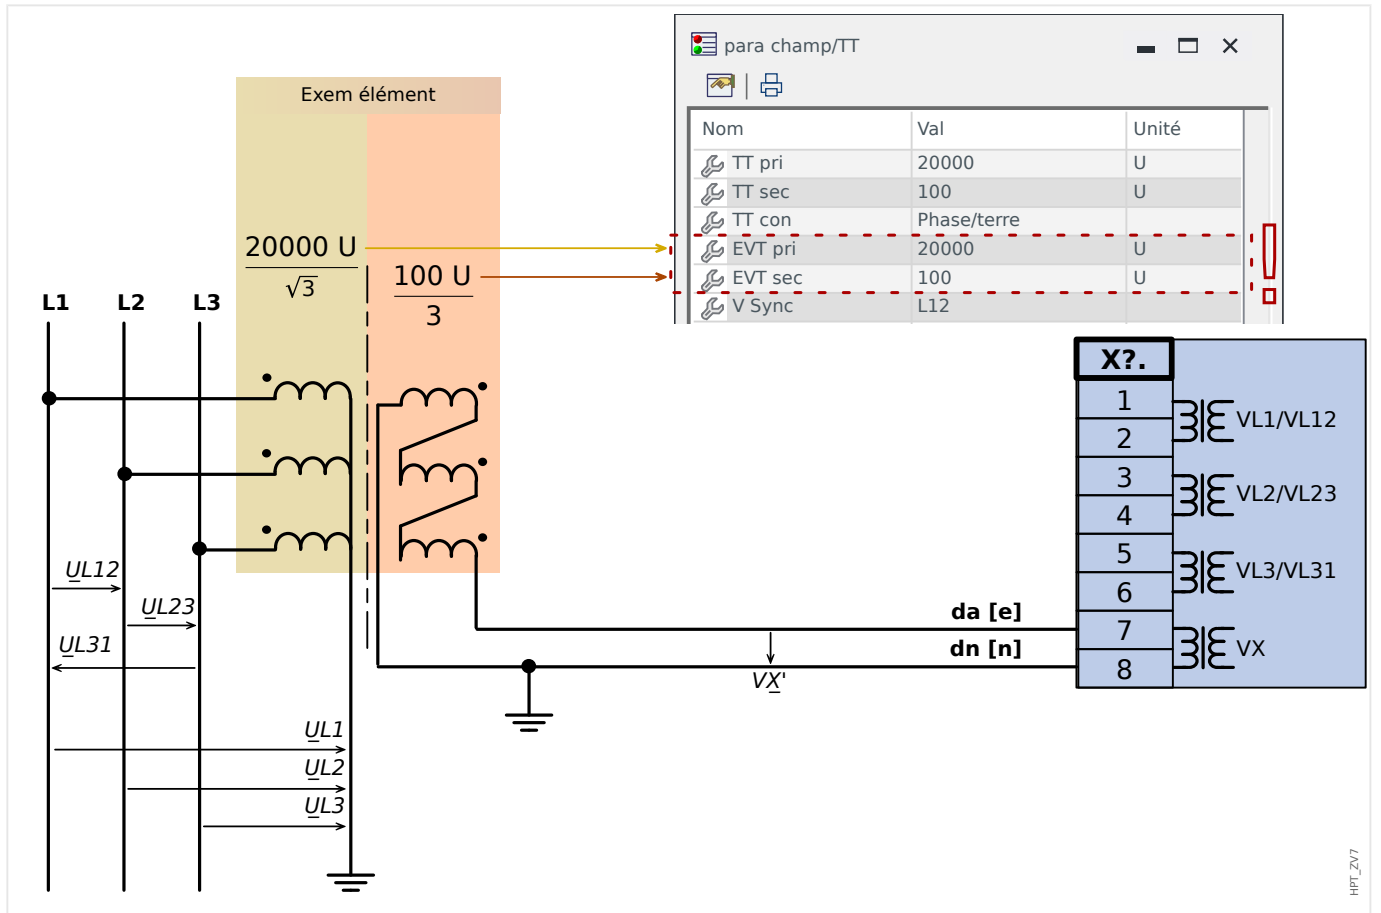 para champ/TT
Exem élément
Nom Val Unité
TT pri 20000 U
TT sec 100 U
TT con Phase/terre
EVT pri 20000 U
EVT sec 100 U
V Sync L12
20000 U
√3
100 U
3
L1 L2 L3
X?.
1
2
VL1/VL12
3
4
VL2/VL23
5
6
VL3/VL31
7
8
VX
UL12
UL23
UL31
da [e]
dn [n]
VX'
UL1
UL2
UL3
HPT_ZV7